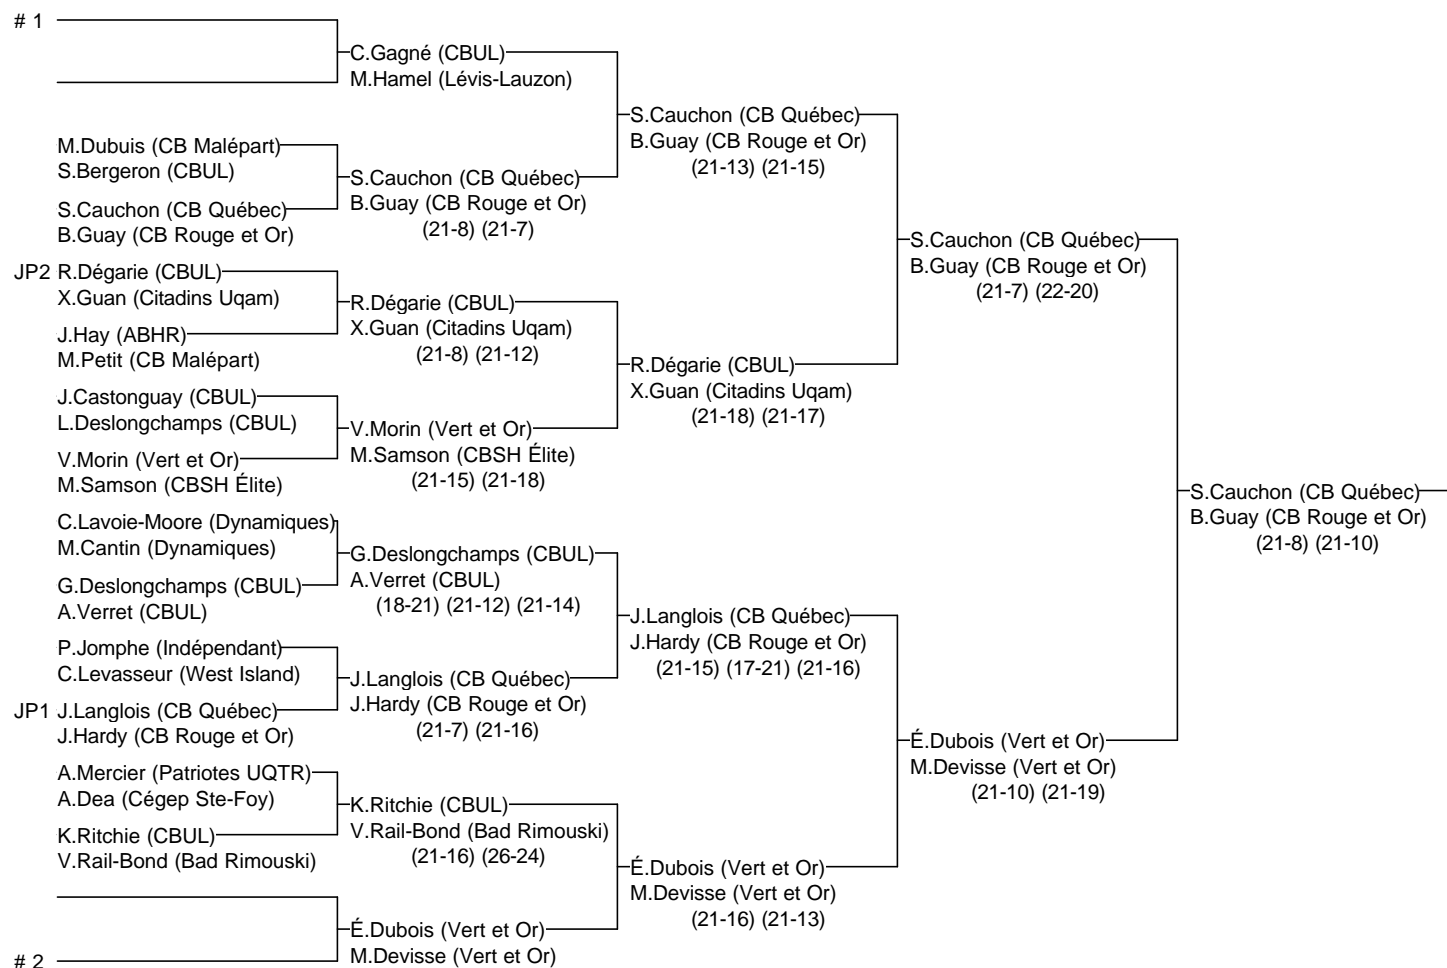 # 1
C.Gagné (CBUL)
M.Hamel (Lévis-Lauzon)
S.Cauchon (CB Québec)
B.Guay (CB Rouge et Or)
(21-13) (21-15)
M.Dubuis (CB Malépart)
S.Bergeron (CBUL)
S.Cauchon (CB Québec)
B.Guay (CB Rouge et Or)
(21-8) (21-7)
S.Cauchon (CB Québec)
B.Guay (CB Rouge et Or)
S.Cauchon (CB Québec)
B.Guay (CB Rouge et Or)
(21-7) (22-20)
JP2 R.Dégarie (CBUL)
X.Guan (Citadins Uqam)
R.Dégarie (CBUL)
X.Guan (Citadins Uqam)
(21-8) (21-12)
J.Hay (ABHR)
M.Petit (CB Malépart)
R.Dégarie (CBUL)
X.Guan (Citadins Uqam)
(21-18) (21-17)
J.Castonguay (CBUL)
L.Deslongchamps (CBUL)
V.Morin (Vert et Or)
M.Samson (CBSH Élite)
(21-15) (21-18)
V.Morin (Vert et Or)
M.Samson (CBSH Élite)
S.Cauchon (CB Québec)
B.Guay (CB Rouge et Or)
(21-8) (21-10)
C.Lavoie-Moore (Dynamiques)
M.Cantin (Dynamiques)
G.Deslongchamps (CBUL)
A.Verret (CBUL)
(18-21) (21-12) (21-14)
G.Deslongchamps (CBUL)
A.Verret (CBUL)
J.Langlois (CB Québec)
J.Hardy (CB Rouge et Or)
(21-15) (17-21) (21-16)
P.Jomphe (Indépendant)
C.Levasseur (West Island)
J.Langlois (CB Québec)
J.Hardy (CB Rouge et Or)
(21-7) (21-16)
JP1 J.Langlois (CB Québec)
J.Hardy (CB Rouge et Or)
É.Dubois (Vert et Or)
M.Devisse (Vert et Or)
(21-10) (21-19)
A.Mercier (Patriotes UQTR)
A.Dea (Cégep Ste-Foy)
K.Ritchie (CBUL)
V.Rail-Bond (Bad Rimouski)
(21-16) (26-24)
K.Ritchie (CBUL)
V.Rail-Bond (Bad Rimouski)
É.Dubois (Vert et Or)
M.Devisse (Vert et Or)
(21-16) (21-13)
É.Dubois (Vert et Or)
M.Devisse (Vert et Or)
# 2